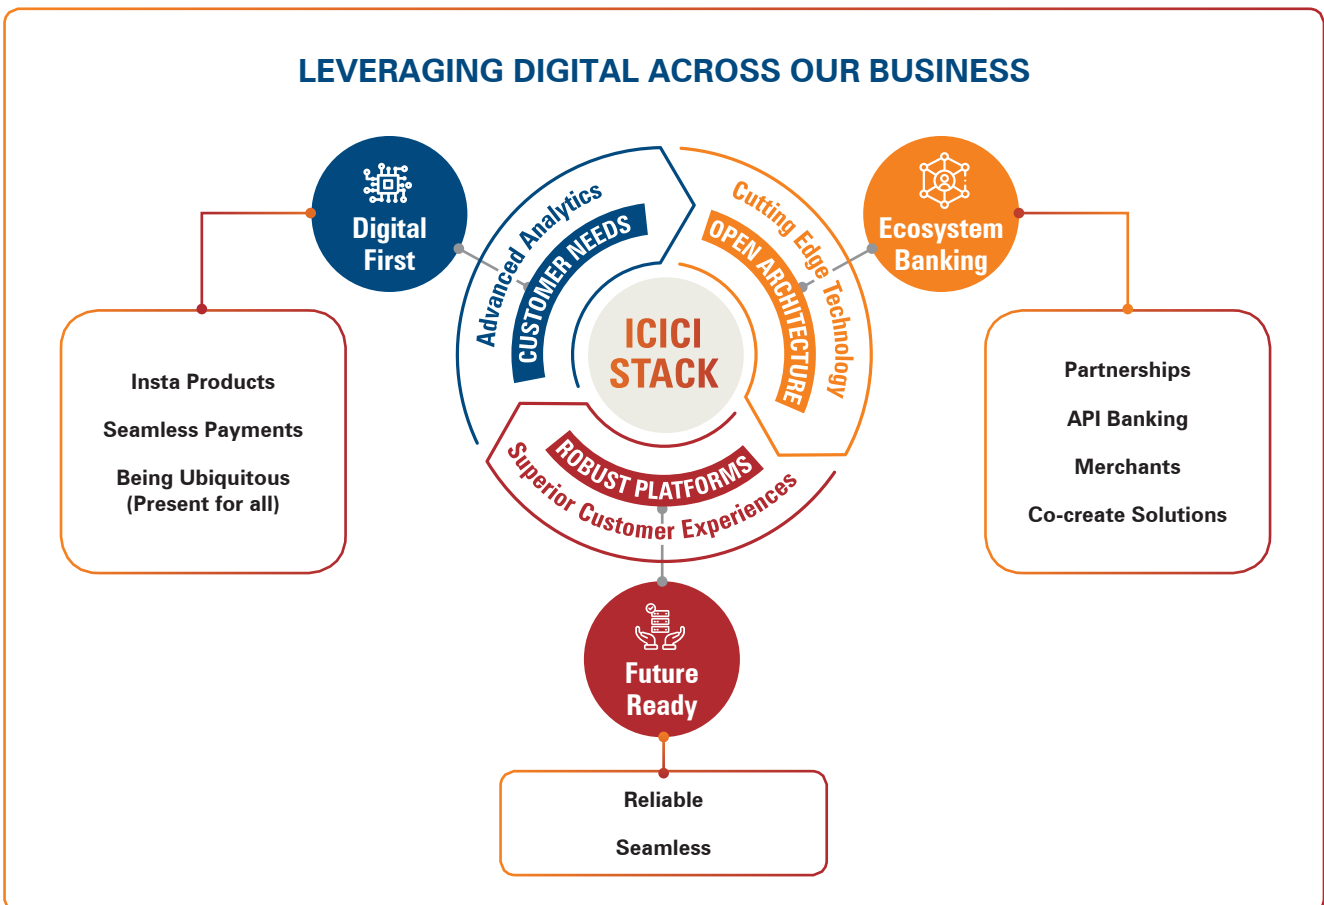 LEVERAGING DIGITAL ACROSS OUR BUSINESS
Digital
First
Advanced Analytics
CUSTOMER NEEDS
Cutting Edge Technology
OPEN ARCHITECTURE
Ecosystem
Banking
ICICI
STACK
ROBUST PLATFORMS
Superior Customer Experiences
Insta Products
Seamless Payments
Being Ubiquitous
(Present for all)
Partnerships
API Banking
Merchants
Co-create Solutions
Future
Ready
Reliable
Seamless